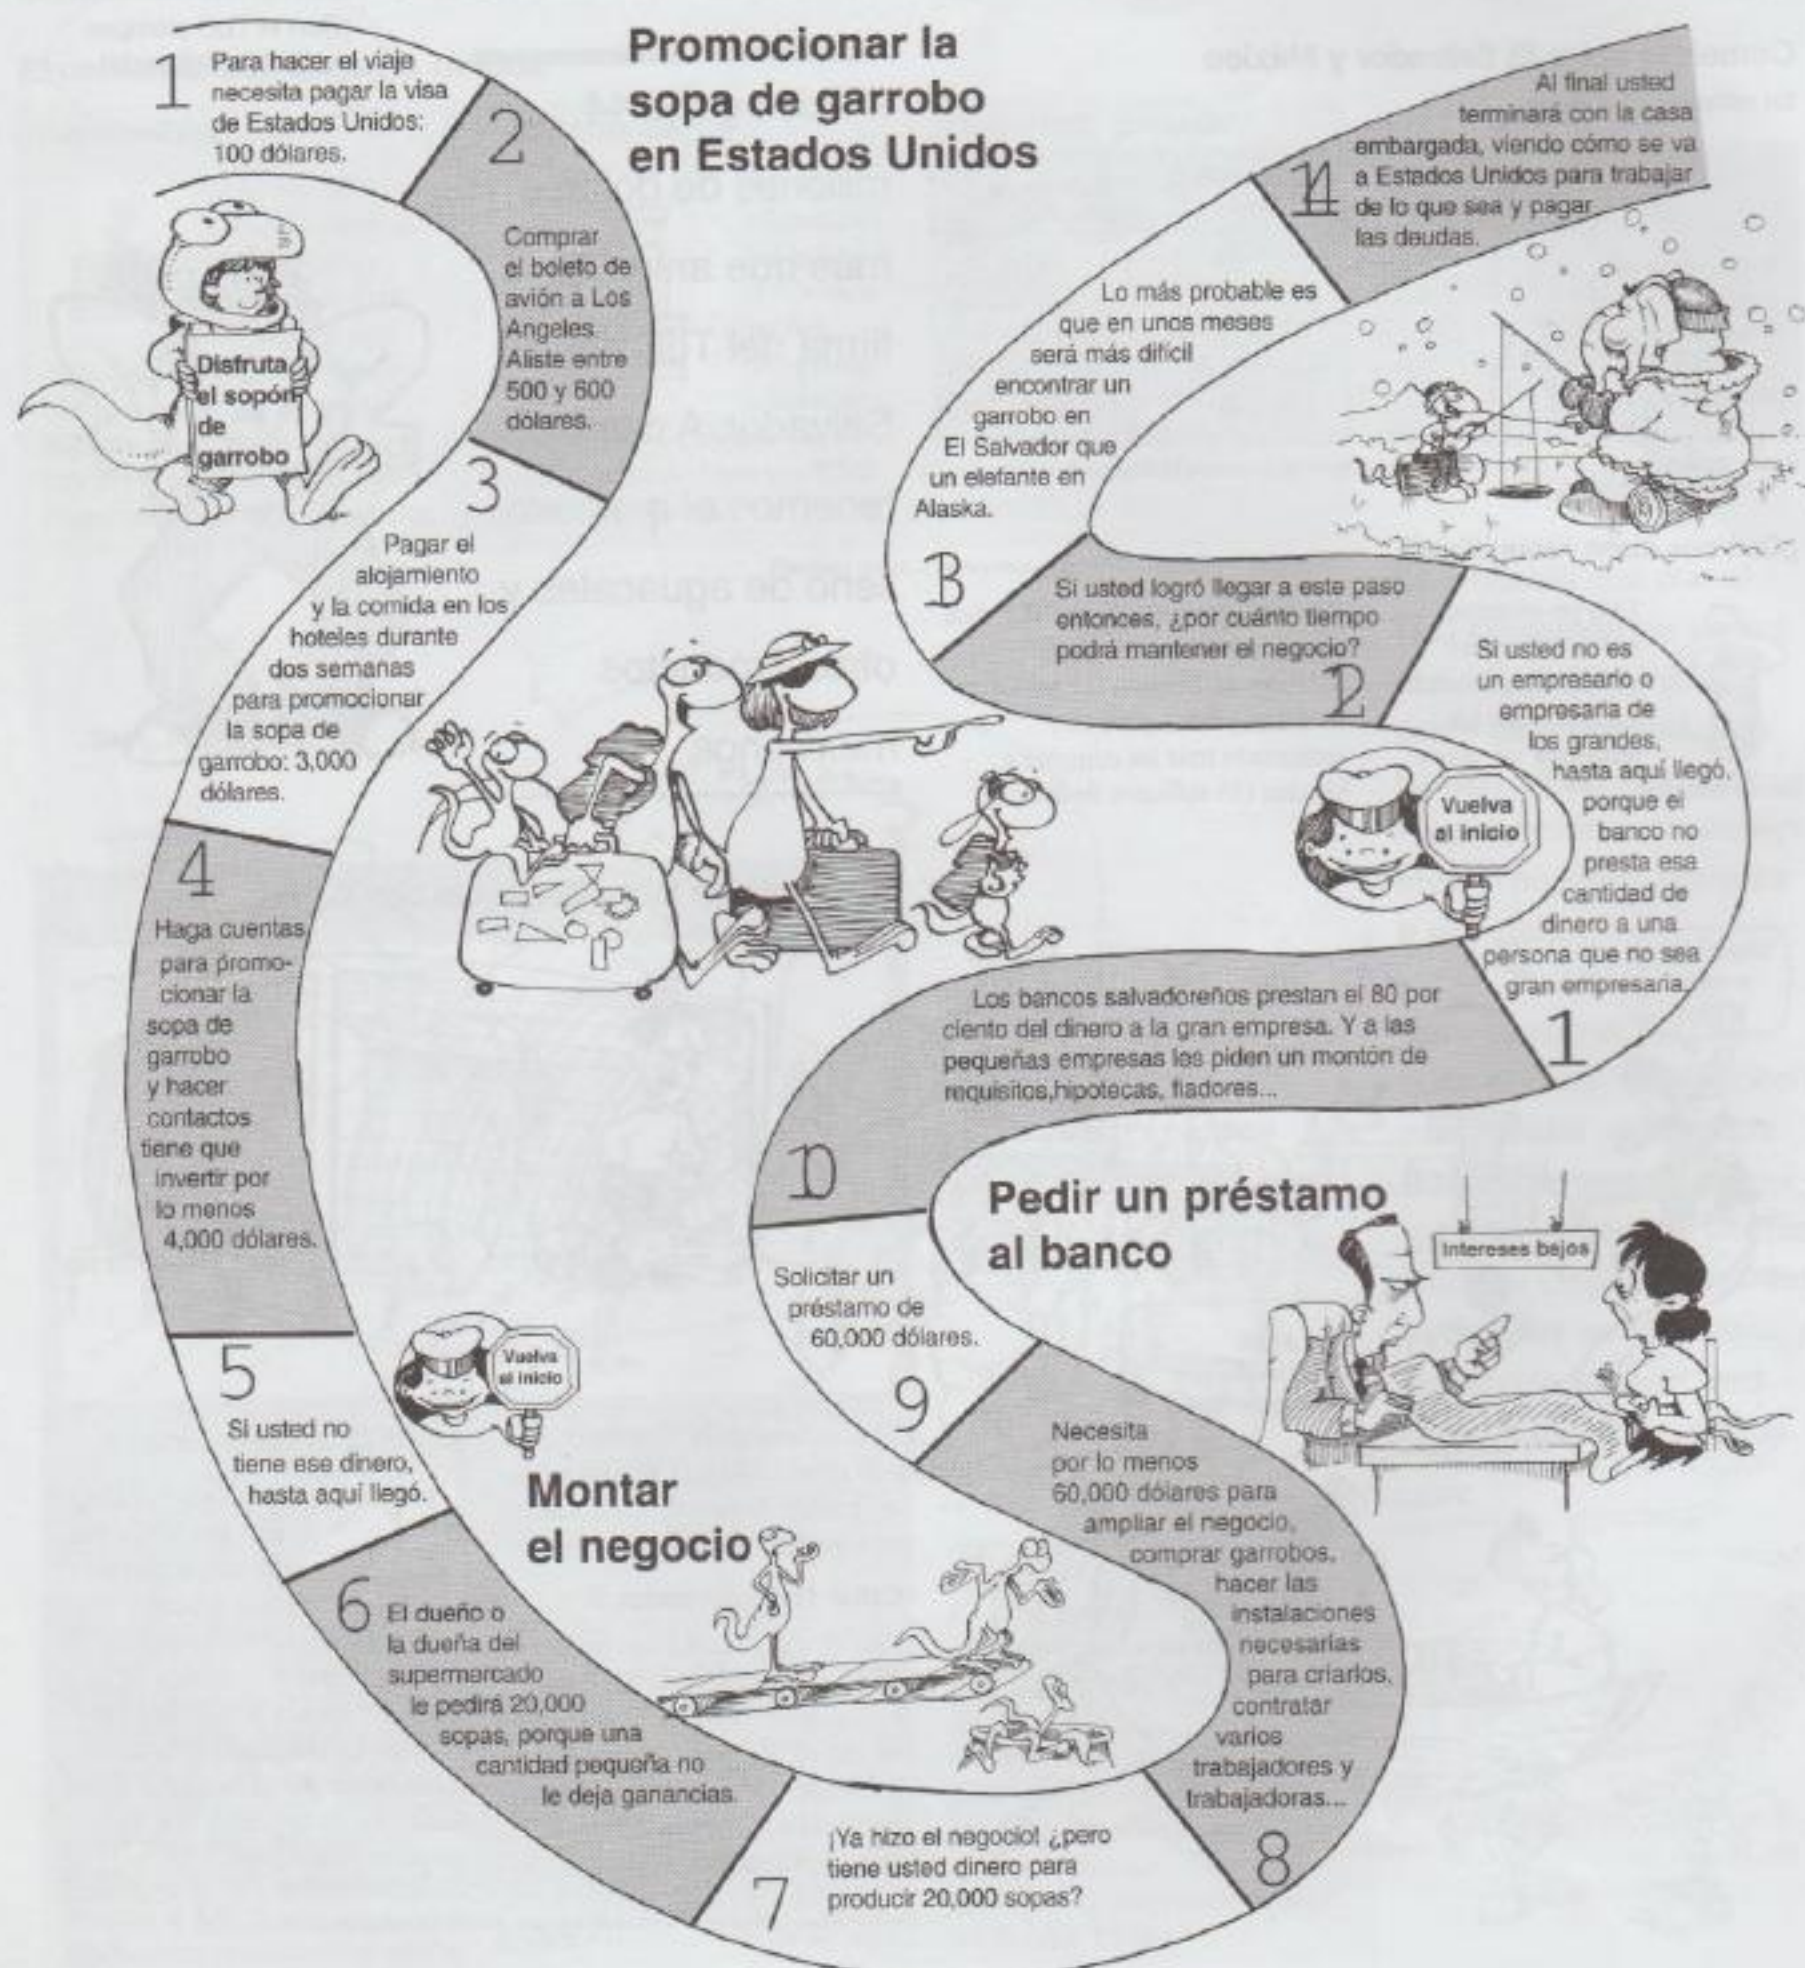 Promocionar la
sopa de garrobo
en Estados Unidos
1
Para hacer el viaje
necesita pagar la visa
de Estados Unidos:
100 dólares.
2
Comprar
el boleto de
avión a Los
Angeles.
Aliste entre
500 y 600
dólares.
Disfruta
el sopón
de
garrobo
3
Pagar el
alojamiento
y la comida en los
hoteles durante
dos semanas
para promocionar
la sopa de
garrobo: 3,000
dólares.
4
Haga cuentas,
para promo-
cionar la
sopa de
garrobo
y hacer
contactos
tiene que
invertir por
lo menos
4,000 dólares.
5
Si usted no
tiene ese dinero,
hasta aquí llegó.
Vuelva
al inicio
Montar
el negocio
6
El dueño o
la dueña del
supermercado
le pedirá 20,000
sopas, porque una
cantidad pequeña no
le deja ganancias.
7
¡Ya hizo el negocio! ¿pero
tiene usted dinero para
producir 20,000 sopas?
8
Necesita
por lo menos
60,000 dólares para
ampliar el negocio,
comprar garrobos,
hacer las
instalaciones
necesarias
para criarlos,
contratar
varios
trabajadores y
trabajadoras...
Pedir un préstamo
al banco
Intereses bajos
9
Solicitar un
préstamo de
60,000 dólares.
10
Los bancos salvadoreños prestan el 80 por
ciento del dinero a la gran empresa. Y a las
pequeñas empresas les piden un montón de
requisitos,hipotecas, fiadores...
11
Si usted no es
un empresario o
empresaria de
los grandes,
hasta aquí llegó,
porque el
banco no
presta esa
cantidad de
dinero a una
persona que no sea
gran empresaria.
Vuelva
al inicio
12
Si usted logró llegar a este paso
entonces, ¿por cuánto tiempo
podrá mantener el negocio?
13
Lo más probable es
que en unos meses
será más difícil
encontrar un
garrobo en
El Salvador que
un elefante en
Alaska.
14
Al final usted
terminará con la casa
embargada, viendo cómo se va
a Estados Unidos para trabajar
de lo que sea y pagar
las deudas.